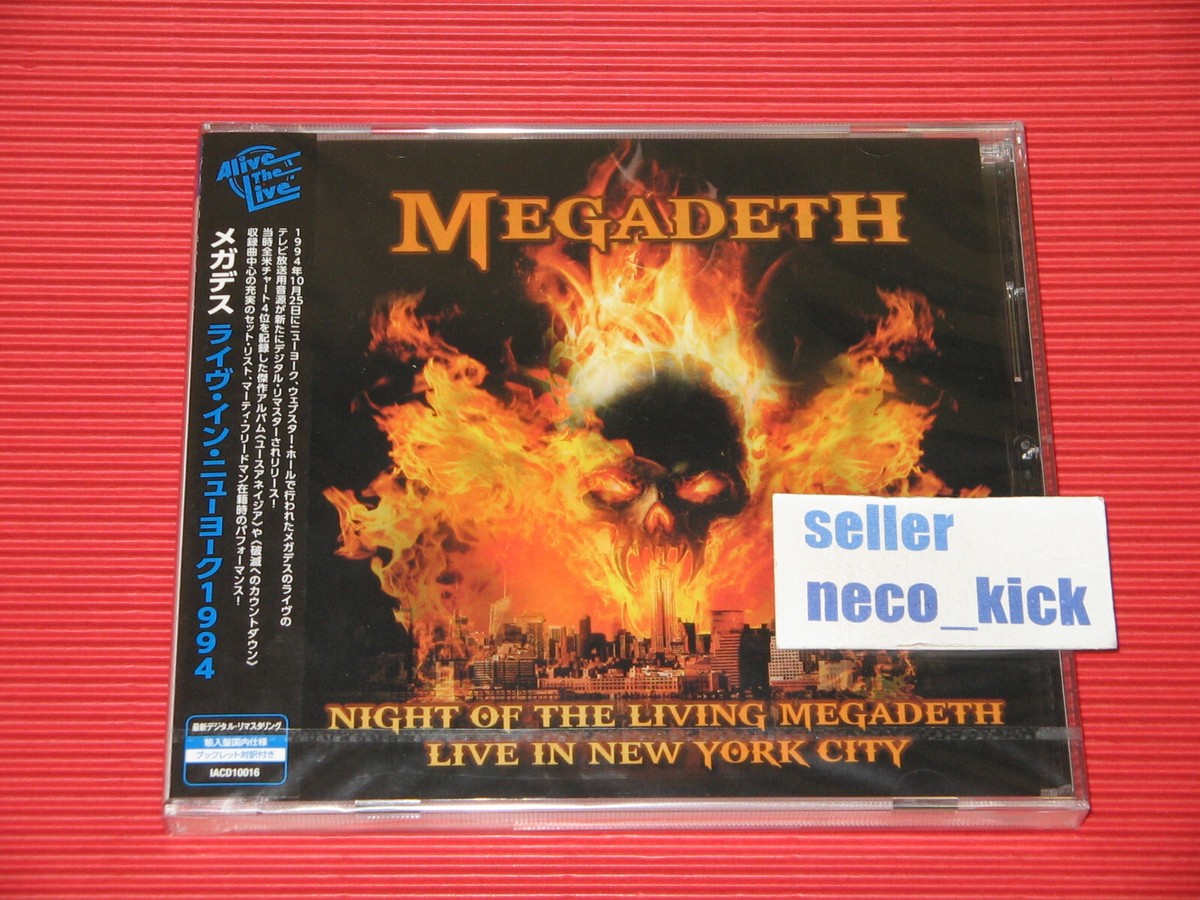 Alive
The
Live
メガデス ライヴ・イン・ニューヨーク1994
1994年10月25日にニューヨーク、ウェブスター・ホールで行われたメガデスのライヴの
テレビ放送用音源が新たにデジタル・リマスターされリリース!
当時全米チャート4位を記録した傑作アルバム《ユースアネイジア》や《破滅へのカウントダウン》
収録曲中心の充実のセット・リスト、マーティ・フリードマン在籍時のパフォーマンス!
最新デジタル・リマスタリング
輸入盤国内仕様
ブックレット対訳付き
IACD10016
MEGADETH
NIGHT OF THE LIVING MEGADETH
LIVE IN NEW YORK CITY
seller
neco_kick